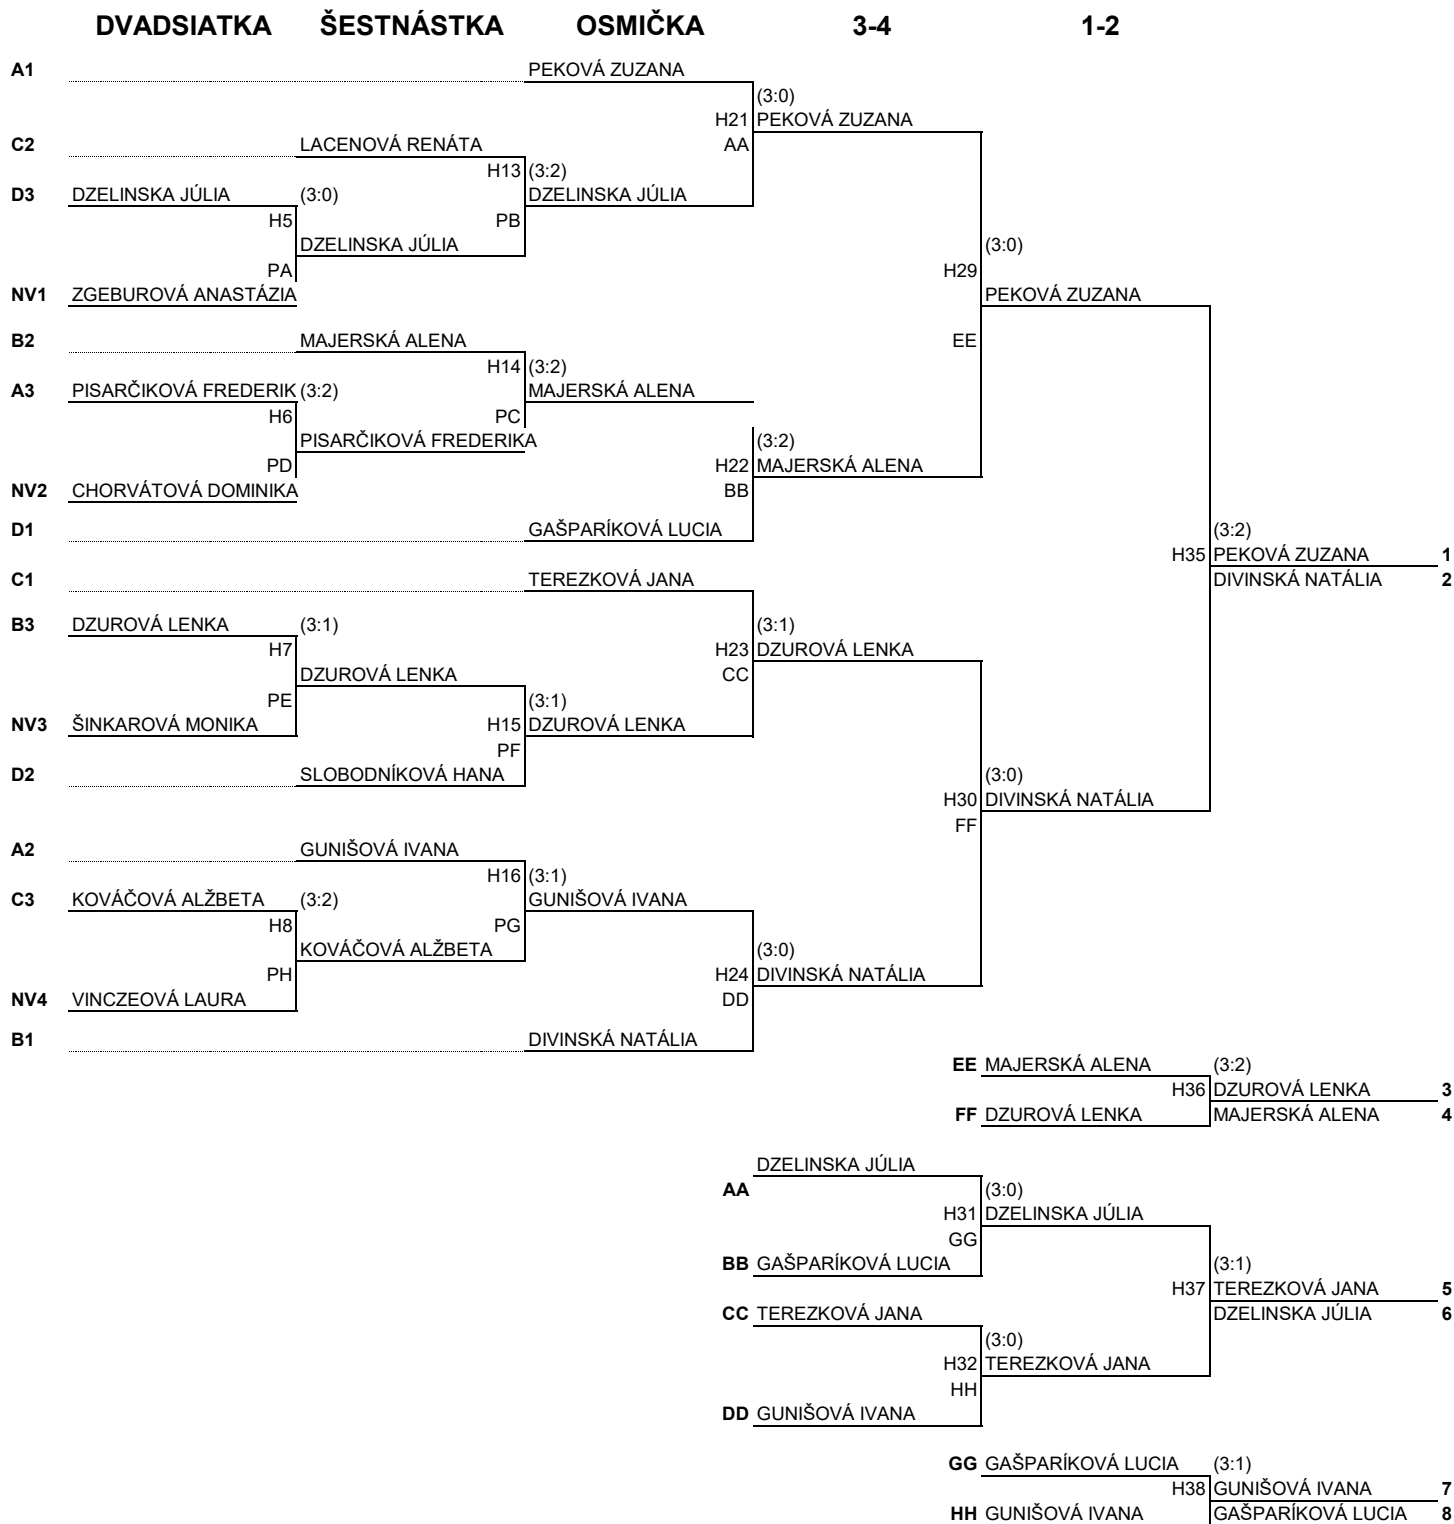 DVADSIATKA ŠESTNÁSTKA OSMIČKA 3-4 1-2
A1 PEKOVÁ ZUZANA
(3:0)
H21 PEKOVÁ ZUZANA
C2 LACENOVÁ RENÁTA AA
H13 (3:2)
D3 DZELINSKA JÚLIA (3:0) DZELINSKA JÚLIA
H5 PB
DZELINSKA JÚLIA (3:0)
PA H29
NV1 ZGEBUROVÁ ANASTÁZIA PEKOVÁ ZUZANA
B2 MAJERSKÁ ALENA EE
H14 (3:2)
A3 PISARČIKOVÁ FREDERIK (3:2) MAJERSKÁ ALENA
H6 PC
PISARČIKOVÁ FREDERIKA (3:2)
PD H22 MAJERSKÁ ALENA
NV2 CHORVÁTOVÁ DOMINIKA BB
D1 GAŠPARÍKOVÁ LUCIA (3:2)
H35 PEKOVÁ ZUZANA 1
C1 TEREZKOVÁ JANA DIVINSKÁ NATÁLIA 2
B3 DZUROVÁ LENKA (3:1) (3:1)
H7 H23 DZUROVÁ LENKA
DZUROVÁ LENKA CC
PE (3:1)
NV3 ŠINKAROVÁ MONIKA H15 DZUROVÁ LENKA
PF
D2 SLOBODNÍKOVÁ HANA (3:0)
H30 DIVINSKÁ NATÁLIA
FF
A2 GUNIŠOVÁ IVANA
H16 (3:1)
C3 KOVÁČOVÁ ALŽBETA (3:2) GUNIŠOVÁ IVANA
H8 PG
KOVÁČOVÁ ALŽBETA (3:0)
PH H24 DIVINSKÁ NATÁLIA
NV4 VINCZEOVÁ LAURA DD
B1 DIVINSKÁ NATÁLIA
EE MAJERSKÁ ALENA (3:2)
H36 DZUROVÁ LENKA 3
FF DZUROVÁ LENKA MAJERSKÁ ALENA 4
DZELINSKA JÚLIA
AA (3:0)
H31 DZELINSKA JÚLIA
GG
BB GAŠPARÍKOVÁ LUCIA (3:1)
H37 TEREZKOVÁ JANA 5
CC TEREZKOVÁ JANA DZELINSKA JÚLIA 6
(3:0)
H32 TEREZKOVÁ JANA
HH
DD GUNIŠOVÁ IVANA
GG GAŠPARÍKOVÁ LUCIA (3:1)
H38 GUNIŠOVÁ IVANA 7
HH GUNIŠOVÁ IVANA GAŠPARÍKOVÁ LUCIA 8